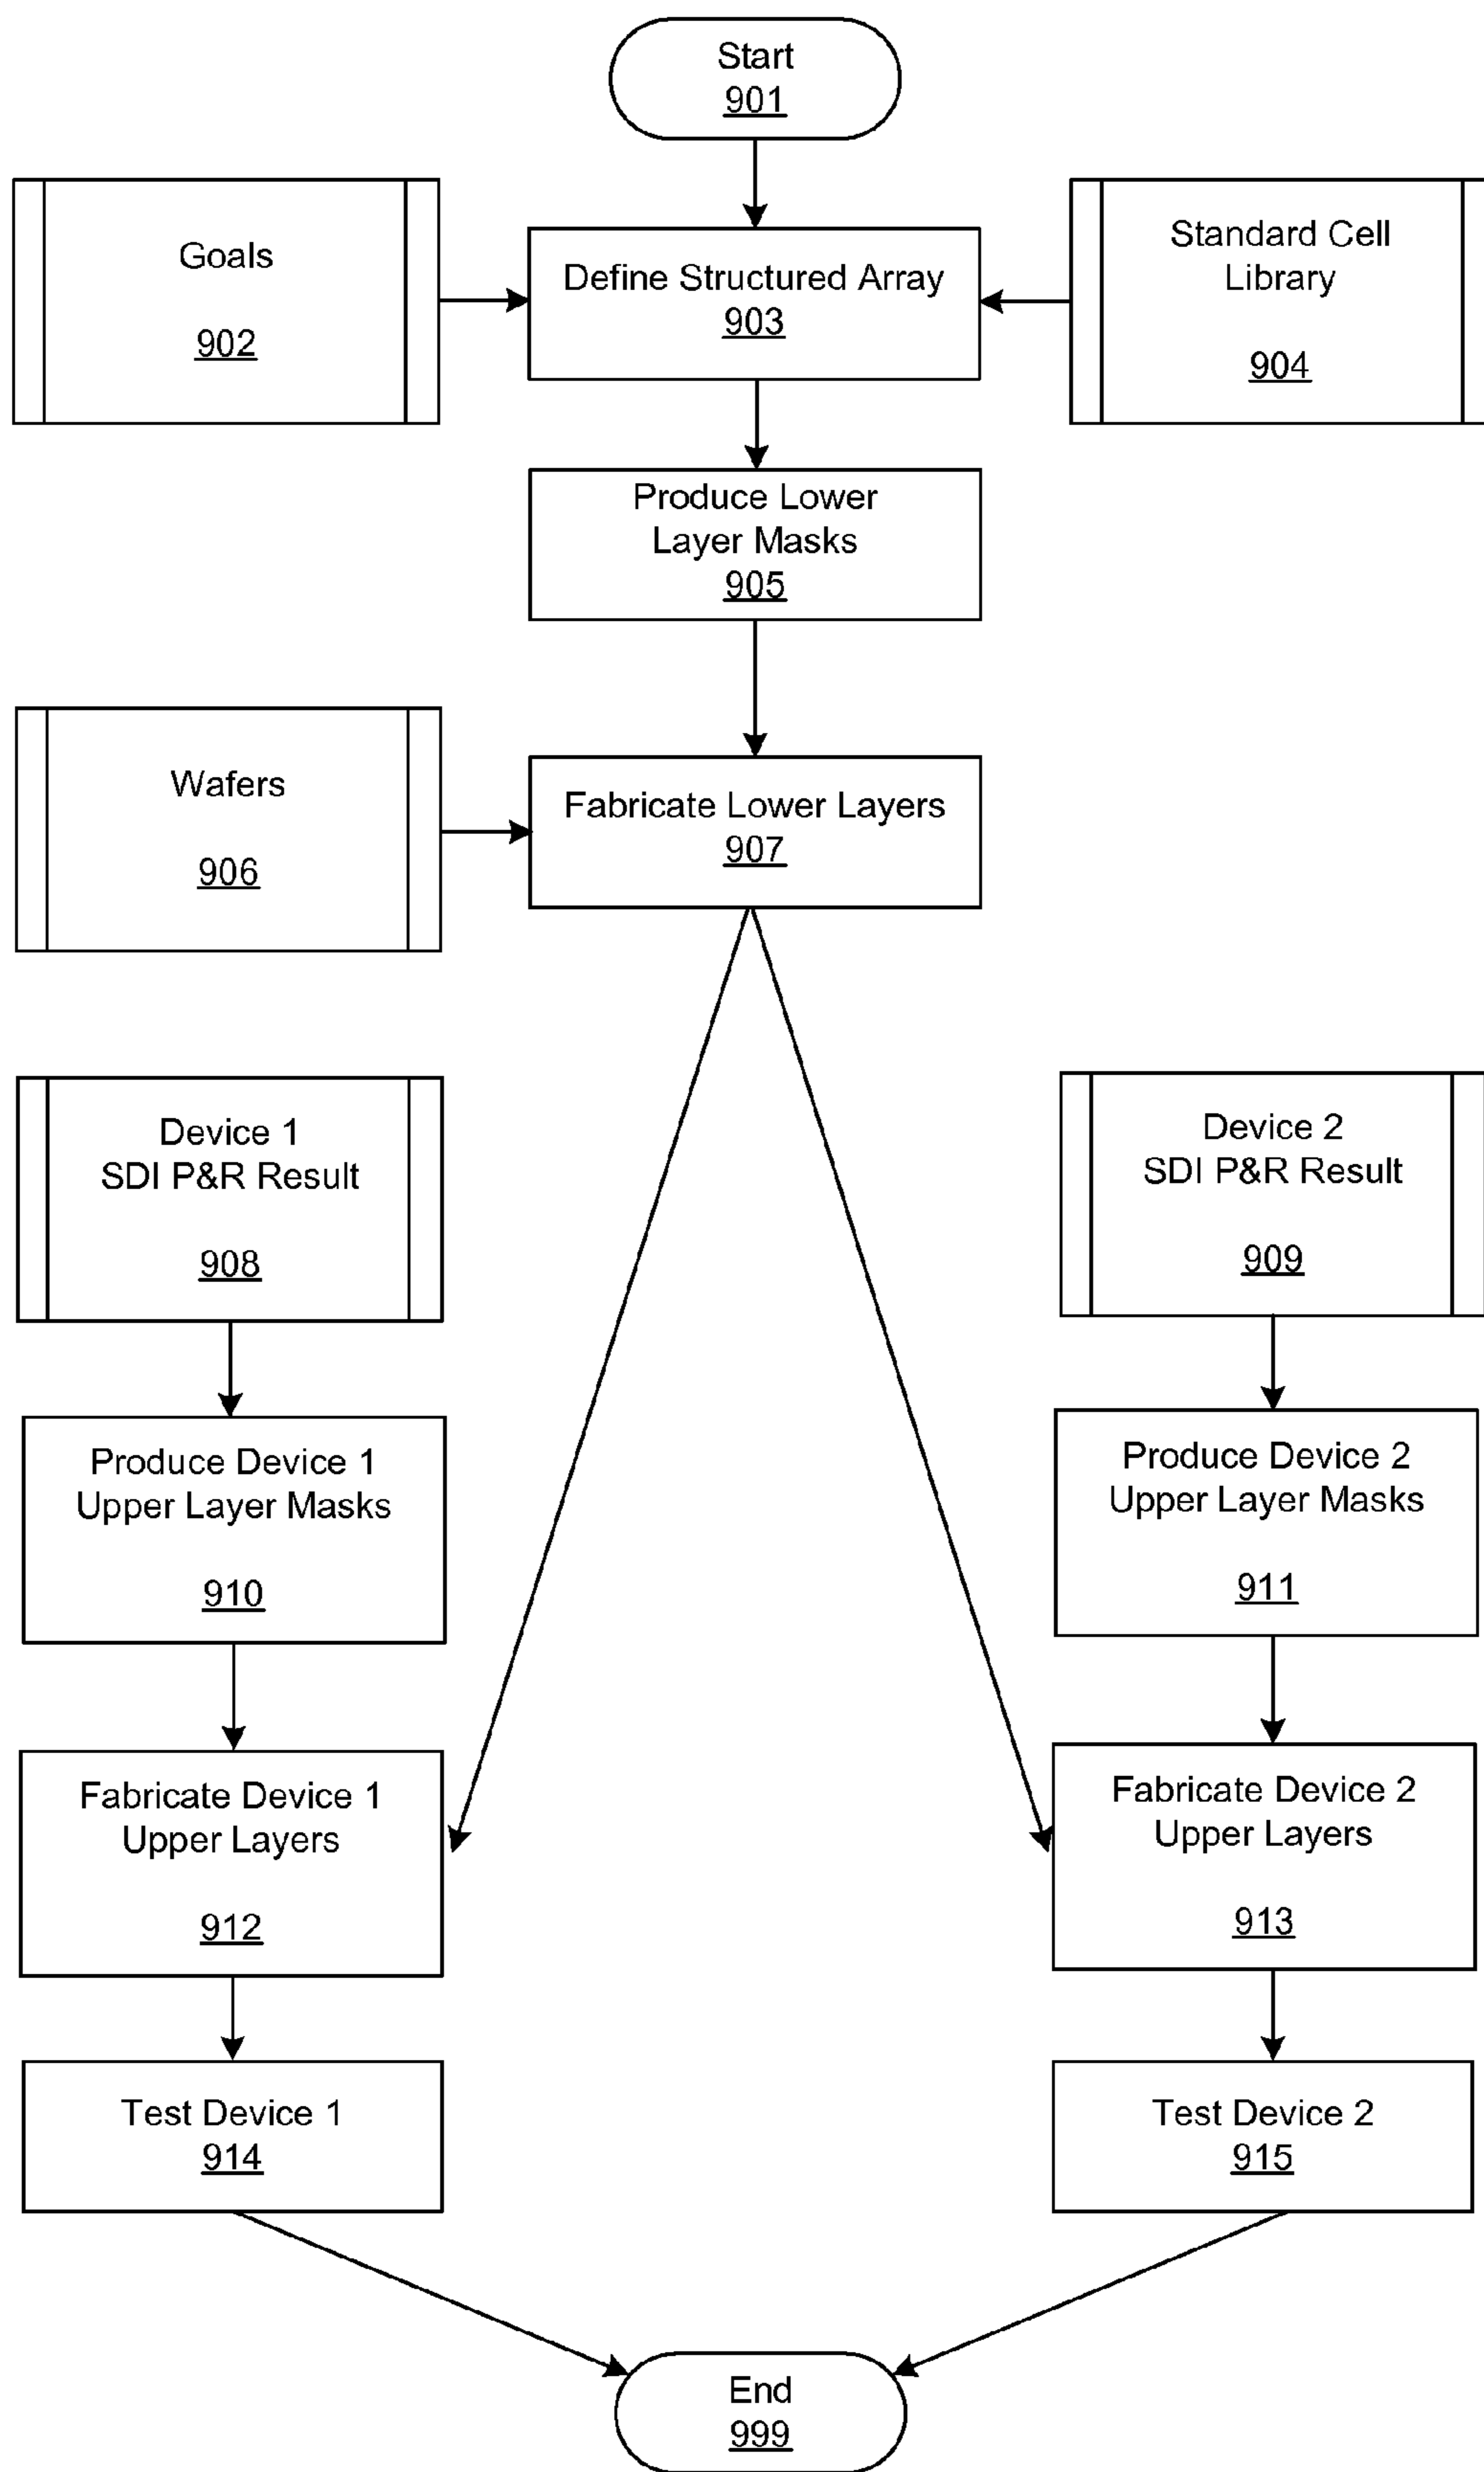 Start
901
Goals
902
Define Structured Array
903
Standard Cell
Library
904
Produce Lower
Layer Masks
905
Wafers
906
Fabricate Lower Layers
907
Device 1
SDI P&R Result
908
Device 2
SDI P&R Result
909
Produce Device 1
Upper Layer Masks
910
Produce Device 2
Upper Layer Masks
911
Fabricate Device 1
Upper Layers
912
Fabricate Device 2
Upper Layers
913
Test Device 1
914
Test Device 2
915
End
999